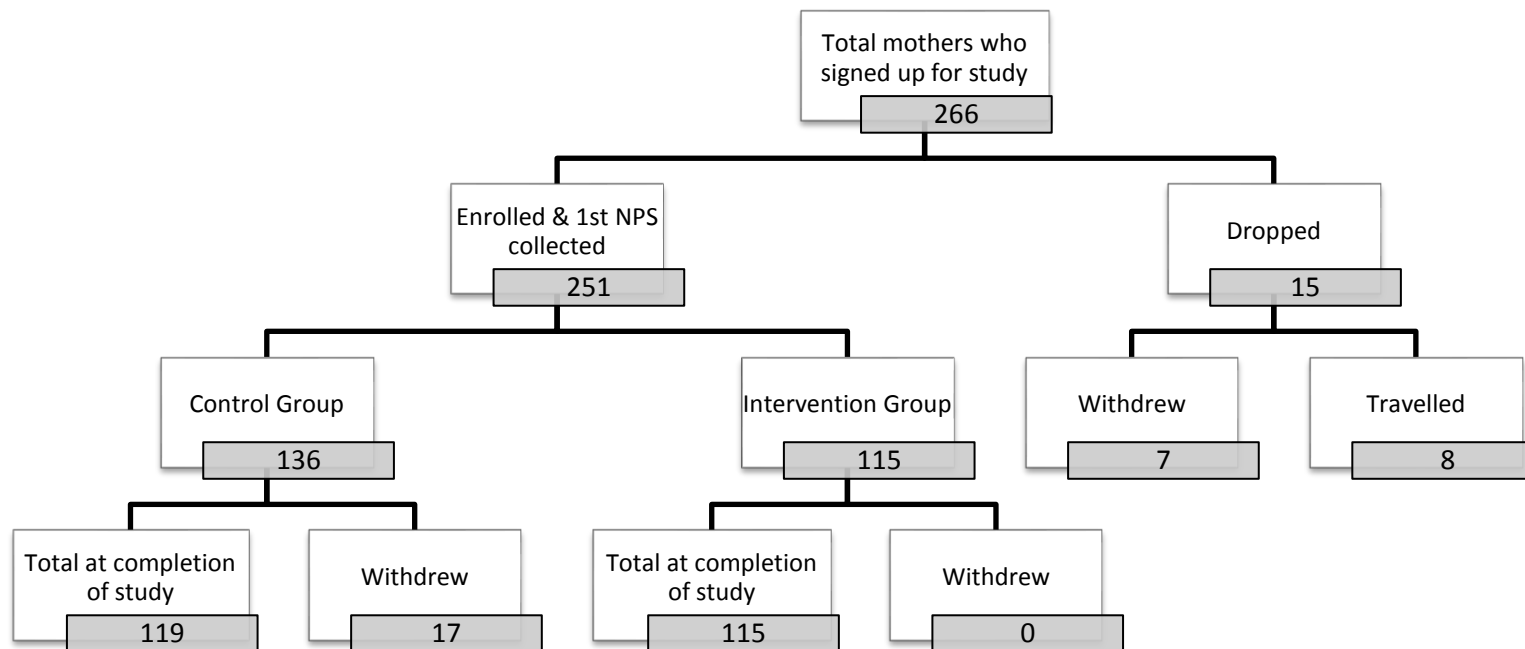 Total mothers who
signed up for study
266
Enrolled & 1st NPS
collected
251
Dropped
15
Control Group
136
Intervention Group
115
Withdrew
7
Travelled
8
Total at completion
of study
119
Withdrew
17
Total at completion
of study
115
Withdrew
0